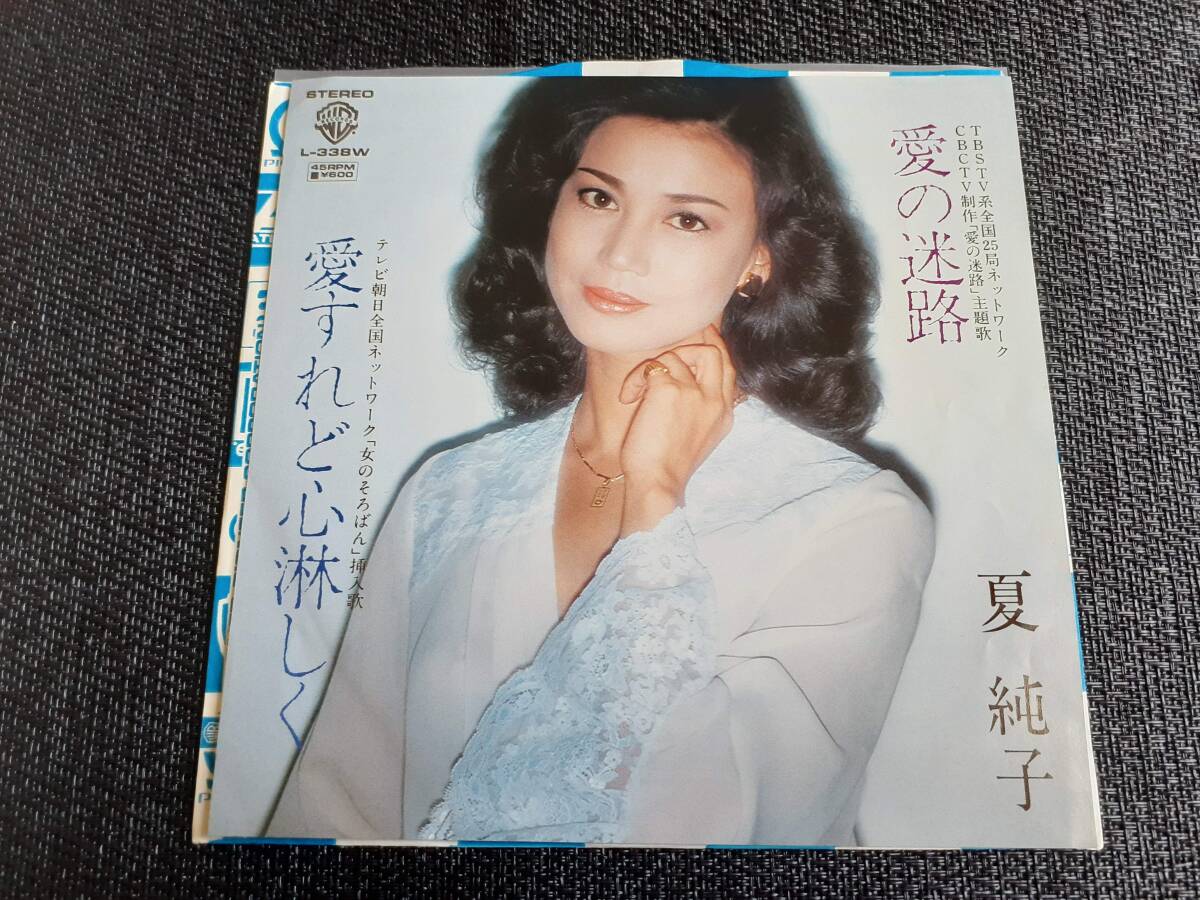 STEREO
L-338W
45RPM
¥600
TBSTV系全国25局ネットワーク
CBCTV制作「愛の迷路」主題歌
愛の迷路
テレビ朝日全国ネットワーク「女のそろばん」挿入歌
愛すれど心淋しく
夏 純子